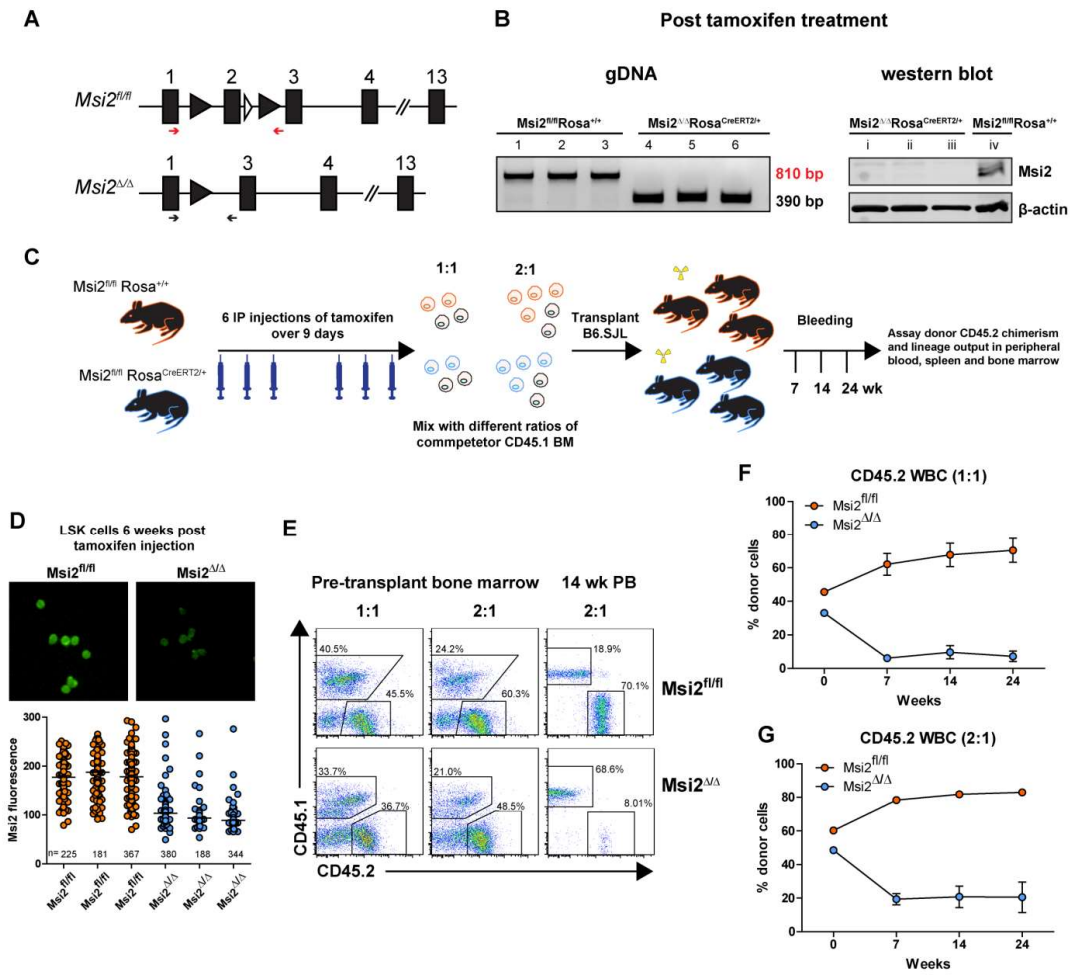 A
1 2 3 4 13
Msi2fl/fl
1 3 4 13
Msi2Δ/Δ
B
Post tamoxifen treatment
gDNA
Msi2fl/flRosa+/+ Msi2Δ/ΔRosaCreERT2/+
1 2 3 4 5 6
810 bp
390 bp
western blot
Msi2Δ/ΔRosaCreERT2/+ Msi2fl/flRosa+/+
i ii iii iv
Msi2
β-actin
C
Msi2fl/fl Rosa+/+
Msi2fl/fl RosaCreERT2/+
6 IP injections of tamoxifen
over 9 days
1:1 2:1
Mix with different ratios of
commpetetor CD45.1 BM
Transplant
B6.SJL
Bleeding
7 14 24 wk
Assay donor CD45.2 chimerism
and lineage output in peripheral
blood, spleen and bone marrow
D
LSK cells 6 weeks post
tamoxifen injection
Msi2fl/fl Msi2Δ/Δ
Msi2 fluorescence
300
200
100
0
n= 225 181 367 380 188 344
Msi2fl/fl Msi2fl/fl Msi2fl/fl Msi2Δ/Δ Msi2Δ/Δ Msi2Δ/Δ
E
Pre-transplant bone marrow 14 wk PB
1:1 2:1 2:1
40.5% 24.2% 18.9%
45.5% 60.3% 70.1%
Msi2fl/fl
33.7% 21.0% 68.6%
36.7% 48.5% 8.01%
Msi2Δ/Δ
CD45.1
CD45.2
F
CD45.2 WBC (1:1)
Msi2fl/fl
Msi2Δ/Δ
% donor cells
100
80
60
40
20
0
0 7 14 24
Weeks
G
CD45.2 WBC (2:1)
Msi2fl/fl
Msi2Δ/Δ
% donor cells
100
80
60
40
20
0
0 7 14 24
Weeks